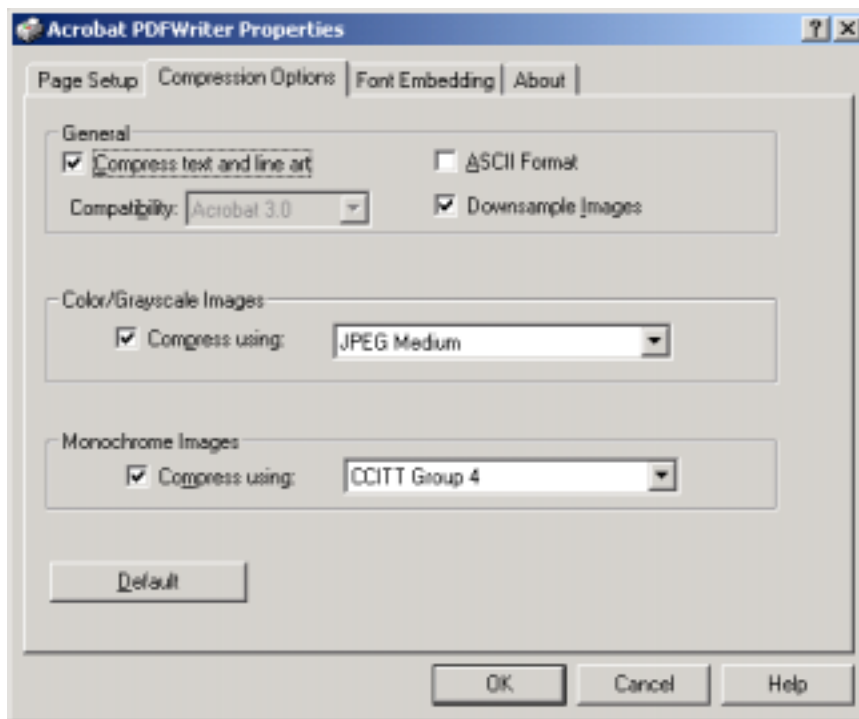 Acrobat PDFWriter Properties
Page Setup Compression Options Font Embedding About
General
Compress text and line art ASCII Format
Compatibility: Acrobat 3.0 Downsample Images
Color/Grayscale Images
Compress using: JPEG Medium
Monochrome Images
Compress using: CCITT Group 4
Default
OK Cancel Help